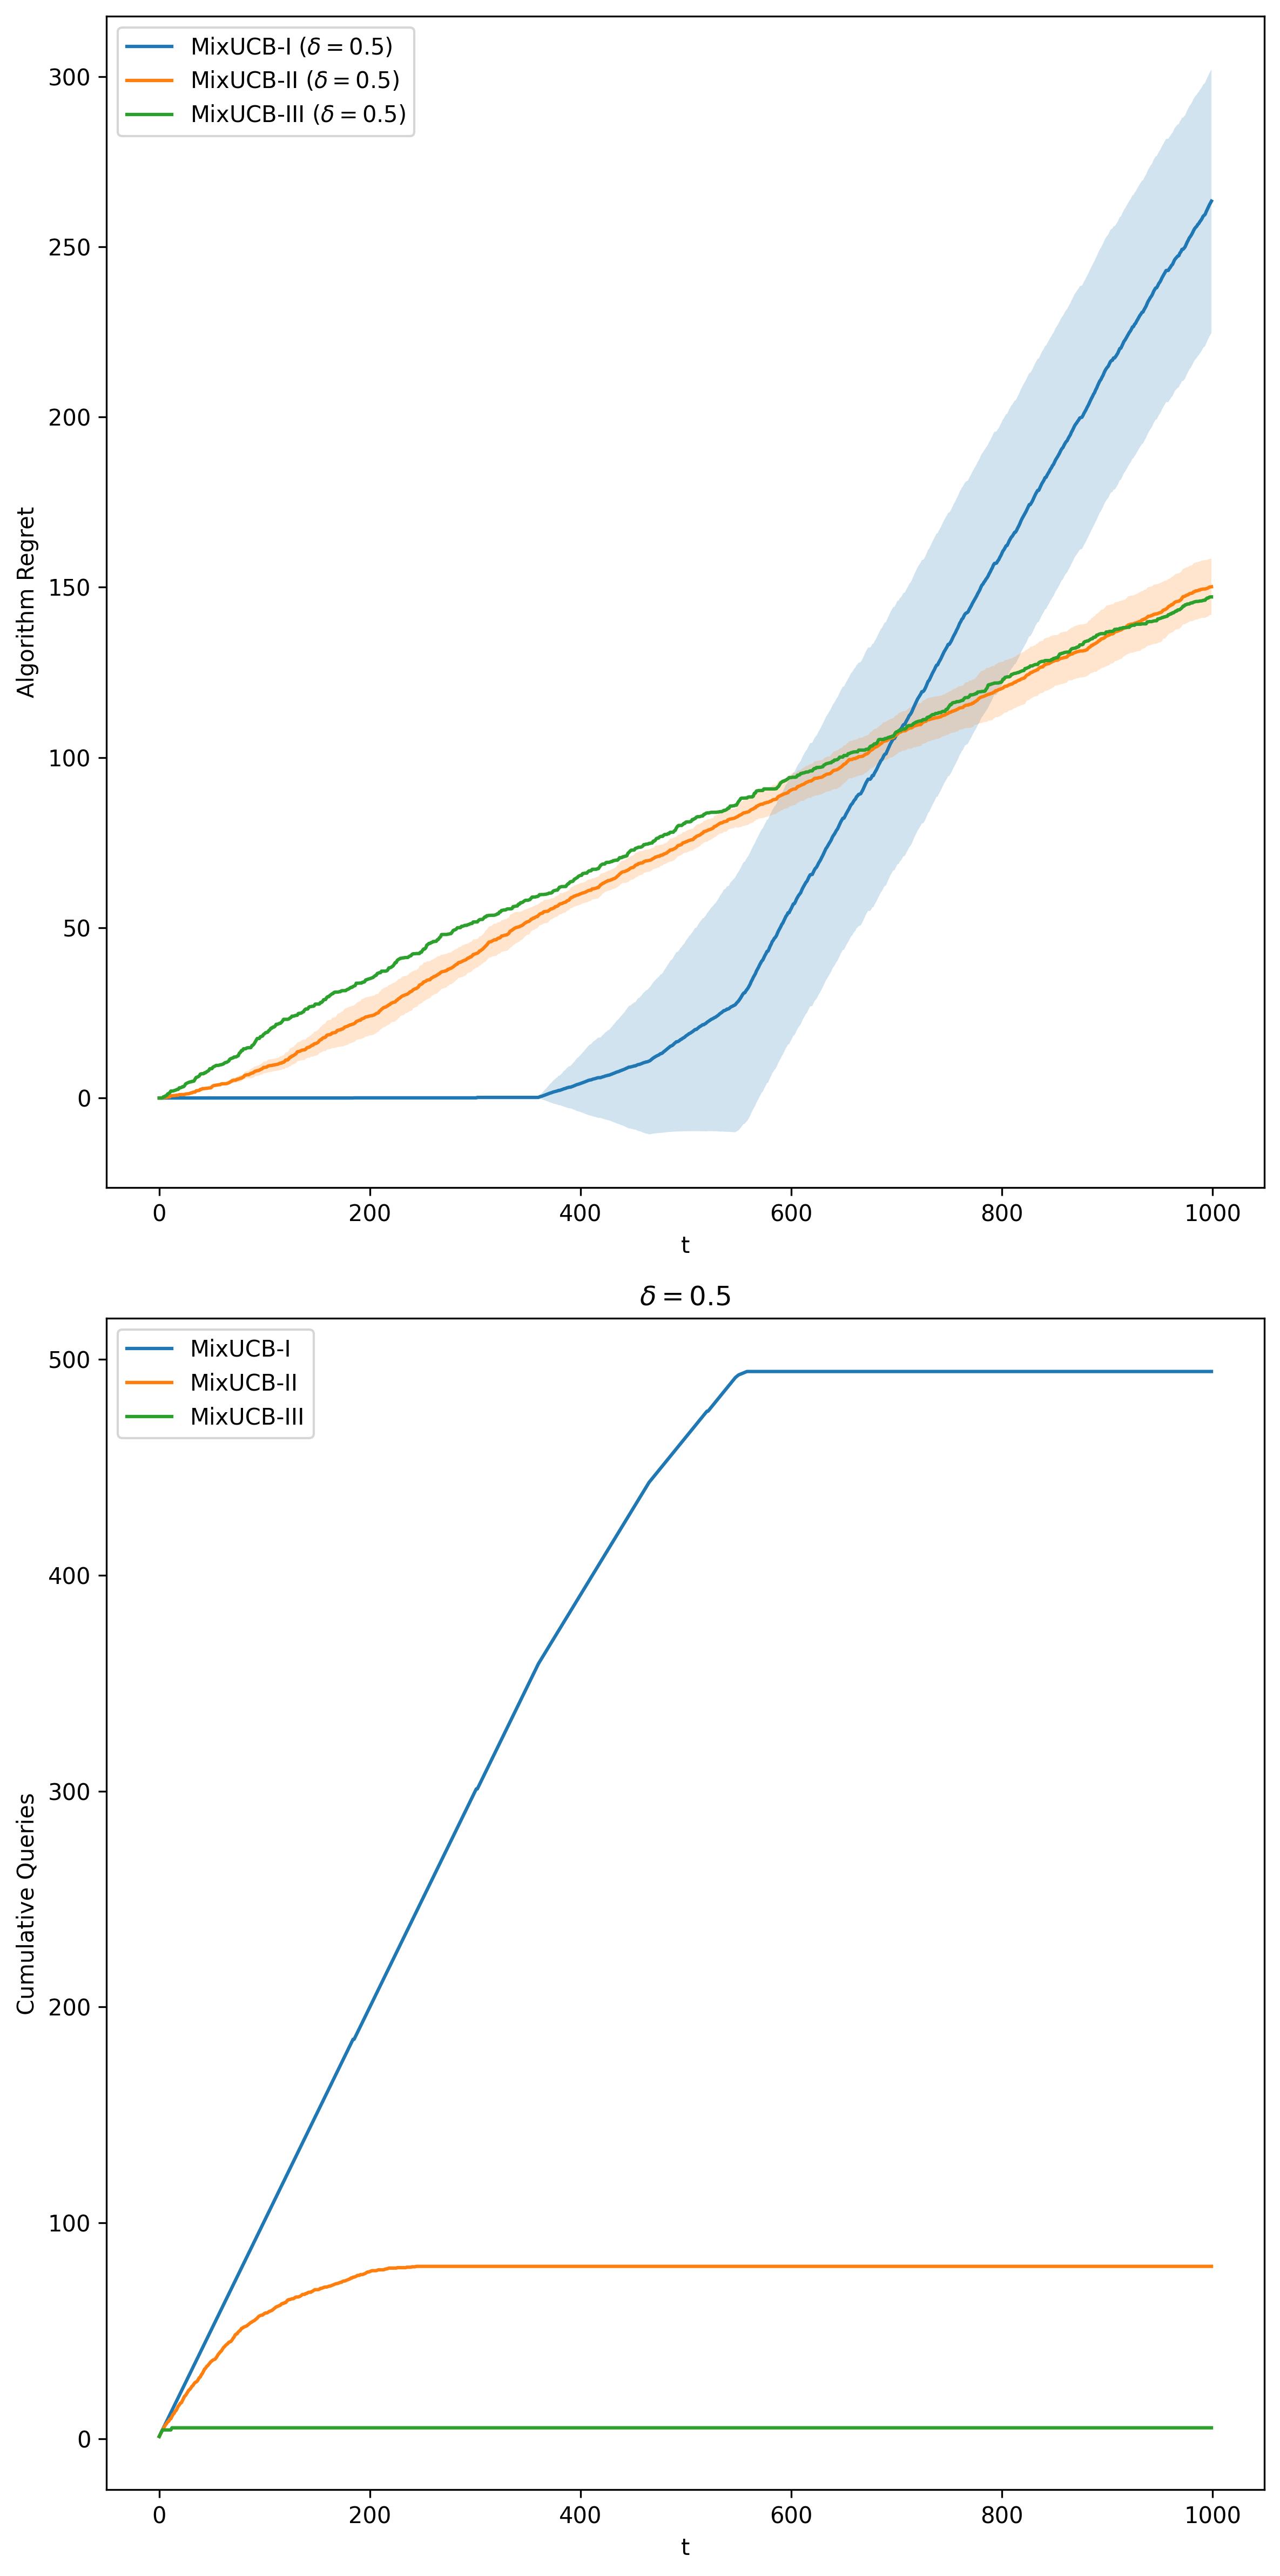 MixUCB-I (δ = 0.5)
MixUCB-II (δ = 0.5)
MixUCB-III (δ = 0.5)
300
250
200
150
100
50
0
Algorithm Regret
0 200 400 600 800 1000
t
δ = 0.5
MixUCB-I
MixUCB-II
MixUCB-III
500
400
300
200
100
0
Cumulative Queries
0 200 400 600 800 1000
t